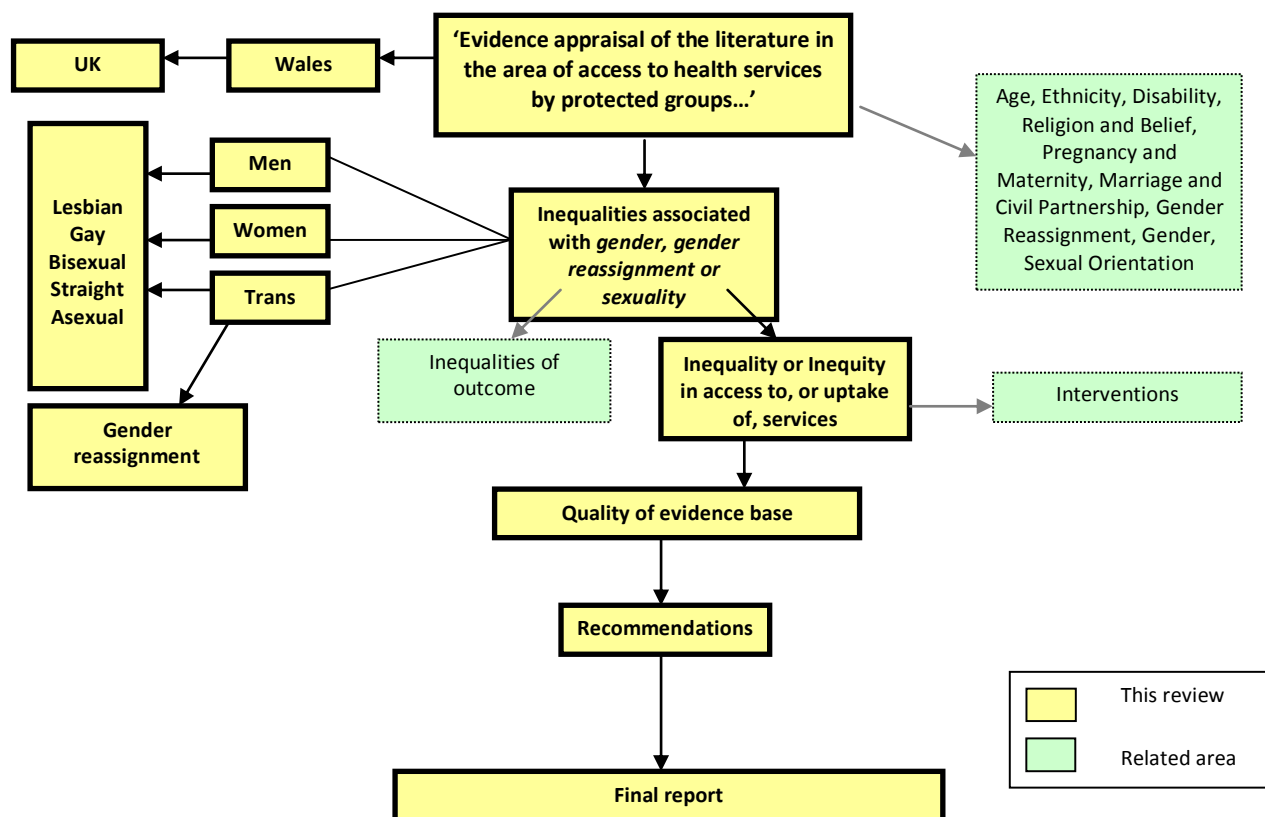 ‘Evidence appraisal of the literature in
the area of access to health services
by protected groups…’
Wales
UK
Age, Ethnicity, Disability,
Religion and Belief,
Pregnancy and
Maternity, Marriage and
Civil Partnership, Gender
Reassignment, Gender,
Sexual Orientation
Men
Women
Trans
Lesbian
Gay
Bisexual
Straight
Asexual
Gender
reassignment
Inequalities associated
with gender, gender
reassignment or
sexuality
Inequalities of
outcome
Inequality or Inequity
in access to, or uptake
of, services
Interventions
Quality of evidence base
Recommendations
Final report
This review
Related area